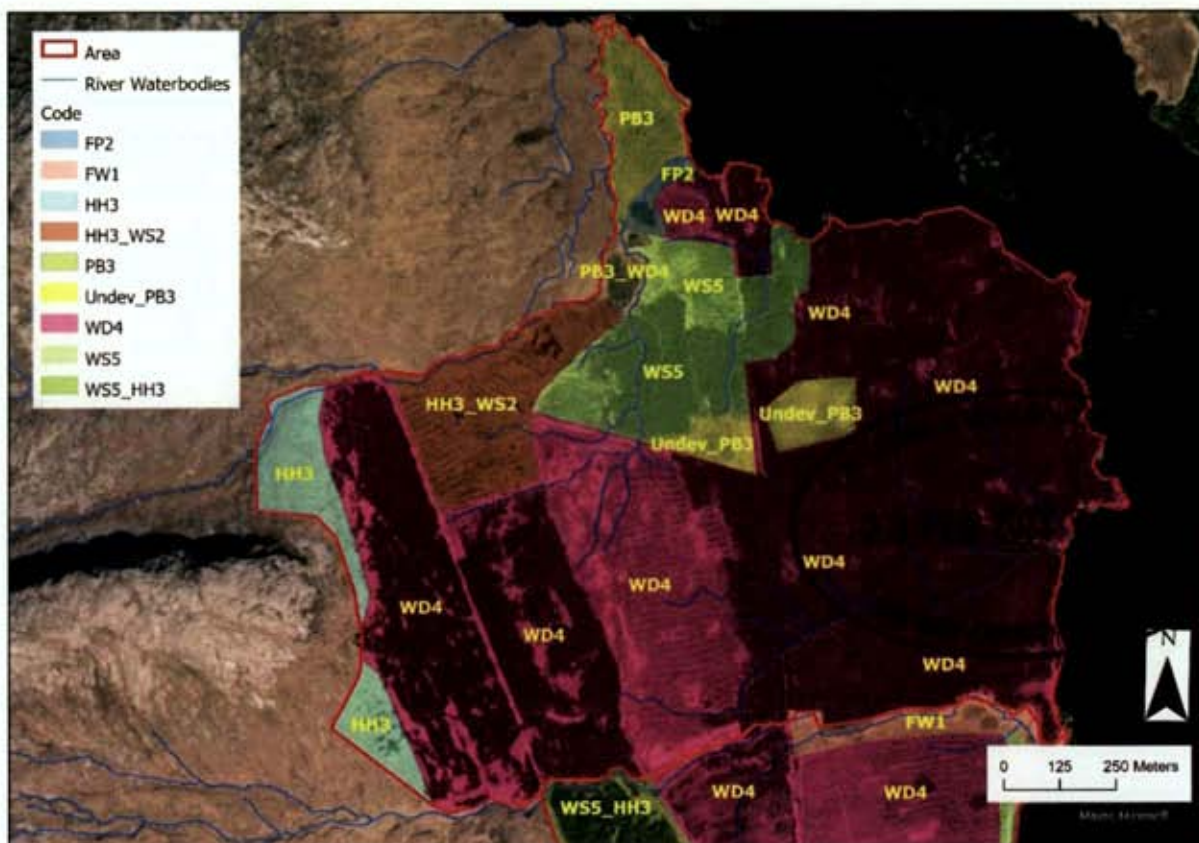 Area
River Waterbodies
Code
FP2
FW1
HH3
HH3_WS2
PB3
Undev_PB3
WD4
WS5
WS5_HH3
PB3
FP2
WD4
WD4
PB3_WD4
WS5
WD4
WS5
WD4
HH3_WS2
Undev_PB3
Undev_PB3
HH3
WD4
WD4
WD4
WD4
WD4
HH3
FW1
WS5_HH3
WD4
WD4
N
0 125 250 Meters